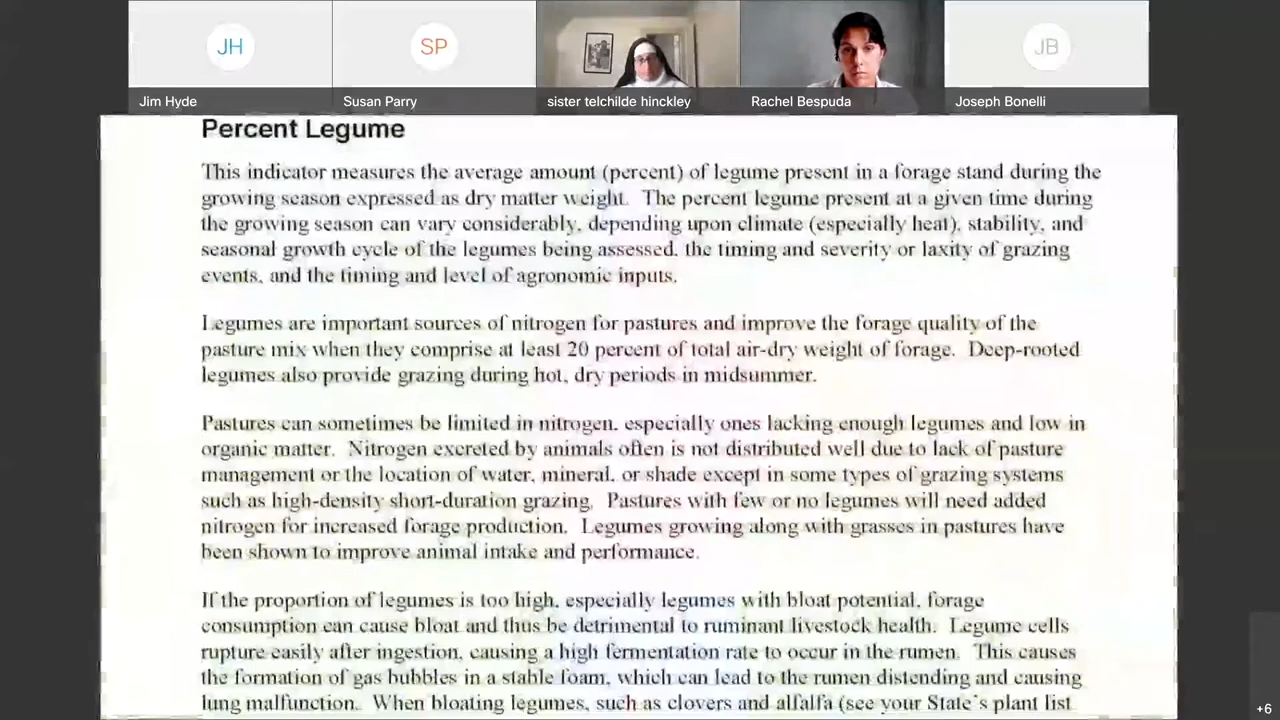 JH
SP
JB
Jim Hyde
Susan Parry
sister telchilde hinckley
Rachel Bespuda
Joseph Bonelli
Percent Legume
This indicator measures the average amount (percent) of legume present in a forage stand during the
growing season expressed as dry matter weight. The percent legume present at a given time during
the growing season can vary considerably, depending upon climate (especially heat), stability, and
seasonal growth cycle of the legumes being assessed, the timing and severity or laxity of grazing
events, and the timing and level of agronomic inputs.
Legumes are important sources of nitrogen for pastures and improve the forage quality of the
pasture mix when they comprise at least 20 percent of total air-dry weight of forage. Deep-rooted
legumes also provide grazing during hot, dry periods in midsummer.
Pastures can sometimes be limited in nitrogen, especially ones lacking enough legumes and low in
organic matter. Nitrogen excreted by animals often is not distributed well due to lack of pasture
management or the location of water, mineral, or shade except in some types of grazing systems
such as high-density short-duration grazing. Pastures with few or no legumes will need added
nitrogen for increased forage production. Legumes growing along with grasses in pastures have
been shown to improve animal intake and performance.
If the proportion of legumes is too high, especially legumes with bloat potential, forage
consumption can cause bloat and thus be detrimental to ruminant livestock health. Legume cells
rupture easily after ingestion, causing a high fermentation rate to occur in the rumen. This causes
the formation of gas bubbles in a stable foam, which can lead to the rumen distending and causing
lung malfunction. When bloating legumes, such as clovers and alfalfa (see your State's plant list
+6